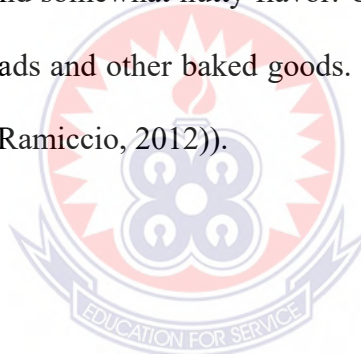 nd somewhat nutty flavor.
ads and other baked goods.
Ramiccio, 2012)).
EDUCATION FOR SERVICE